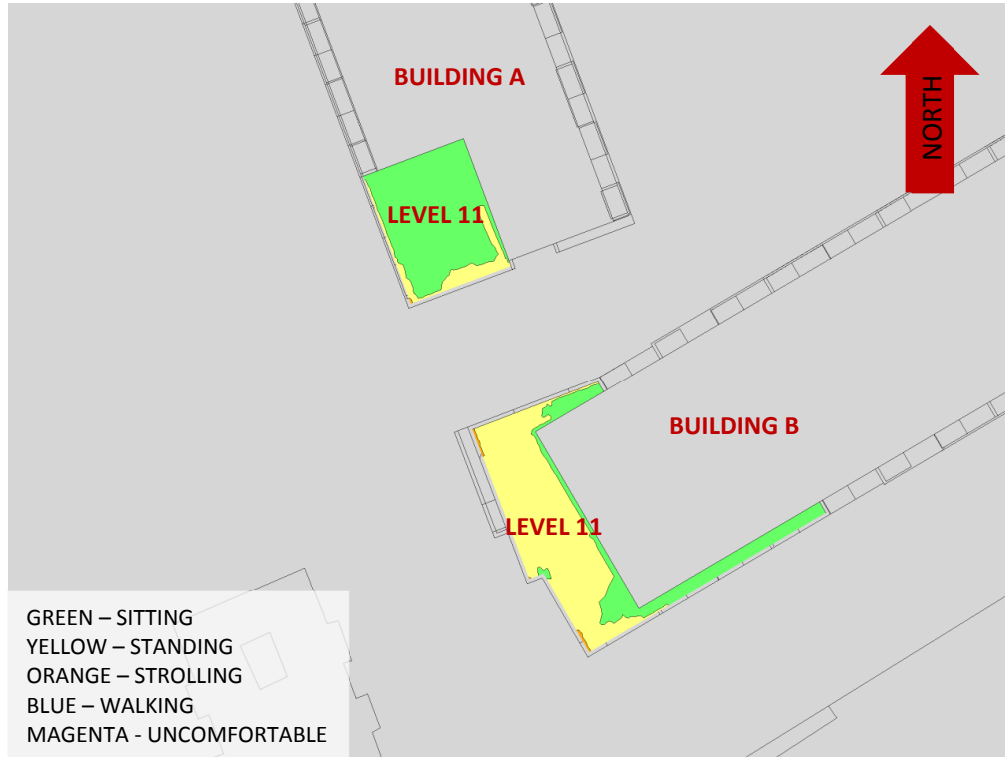 BUILDING A
NORTH
LEVEL 11
BUILDING B
LEVEL 11
GREEN – SITTING
YELLOW – STANDING
ORANGE – STROLLING
BLUE – WALKING
MAGENTA - UNCOMFORTABLE